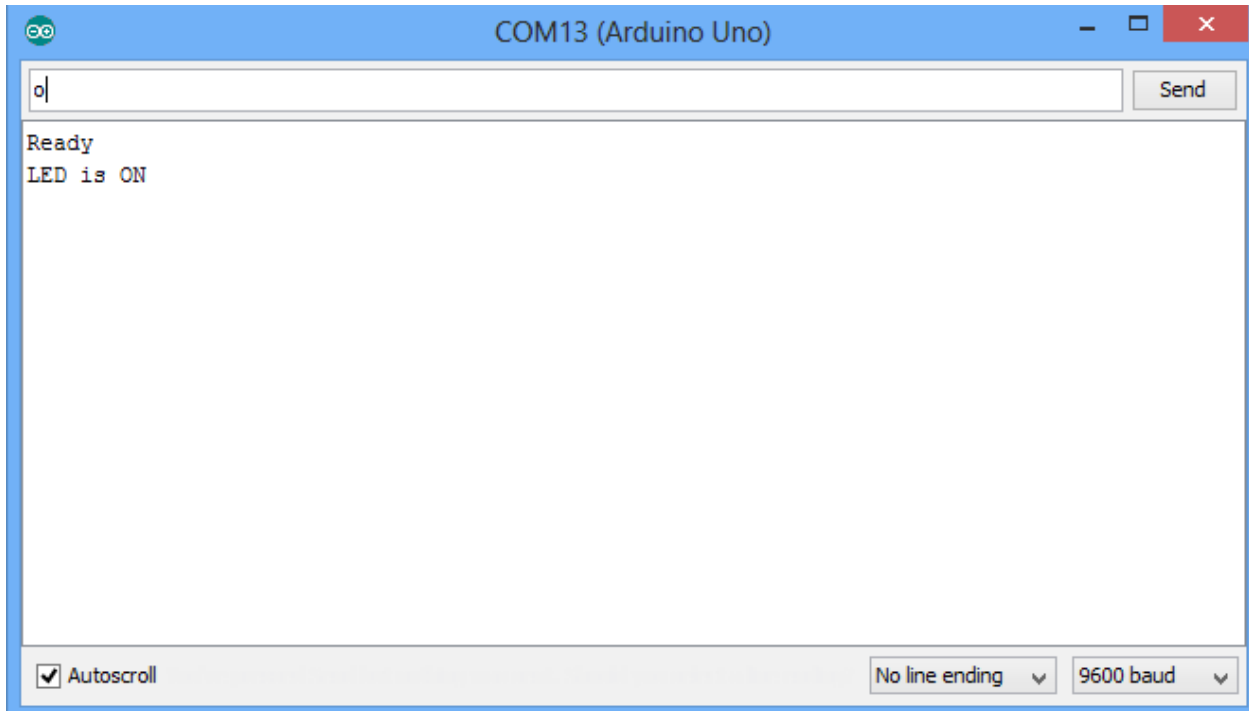 COM13 (Arduino Uno)
o
Send
Ready
LED is ON
Autoscroll
No line ending
9600 baud